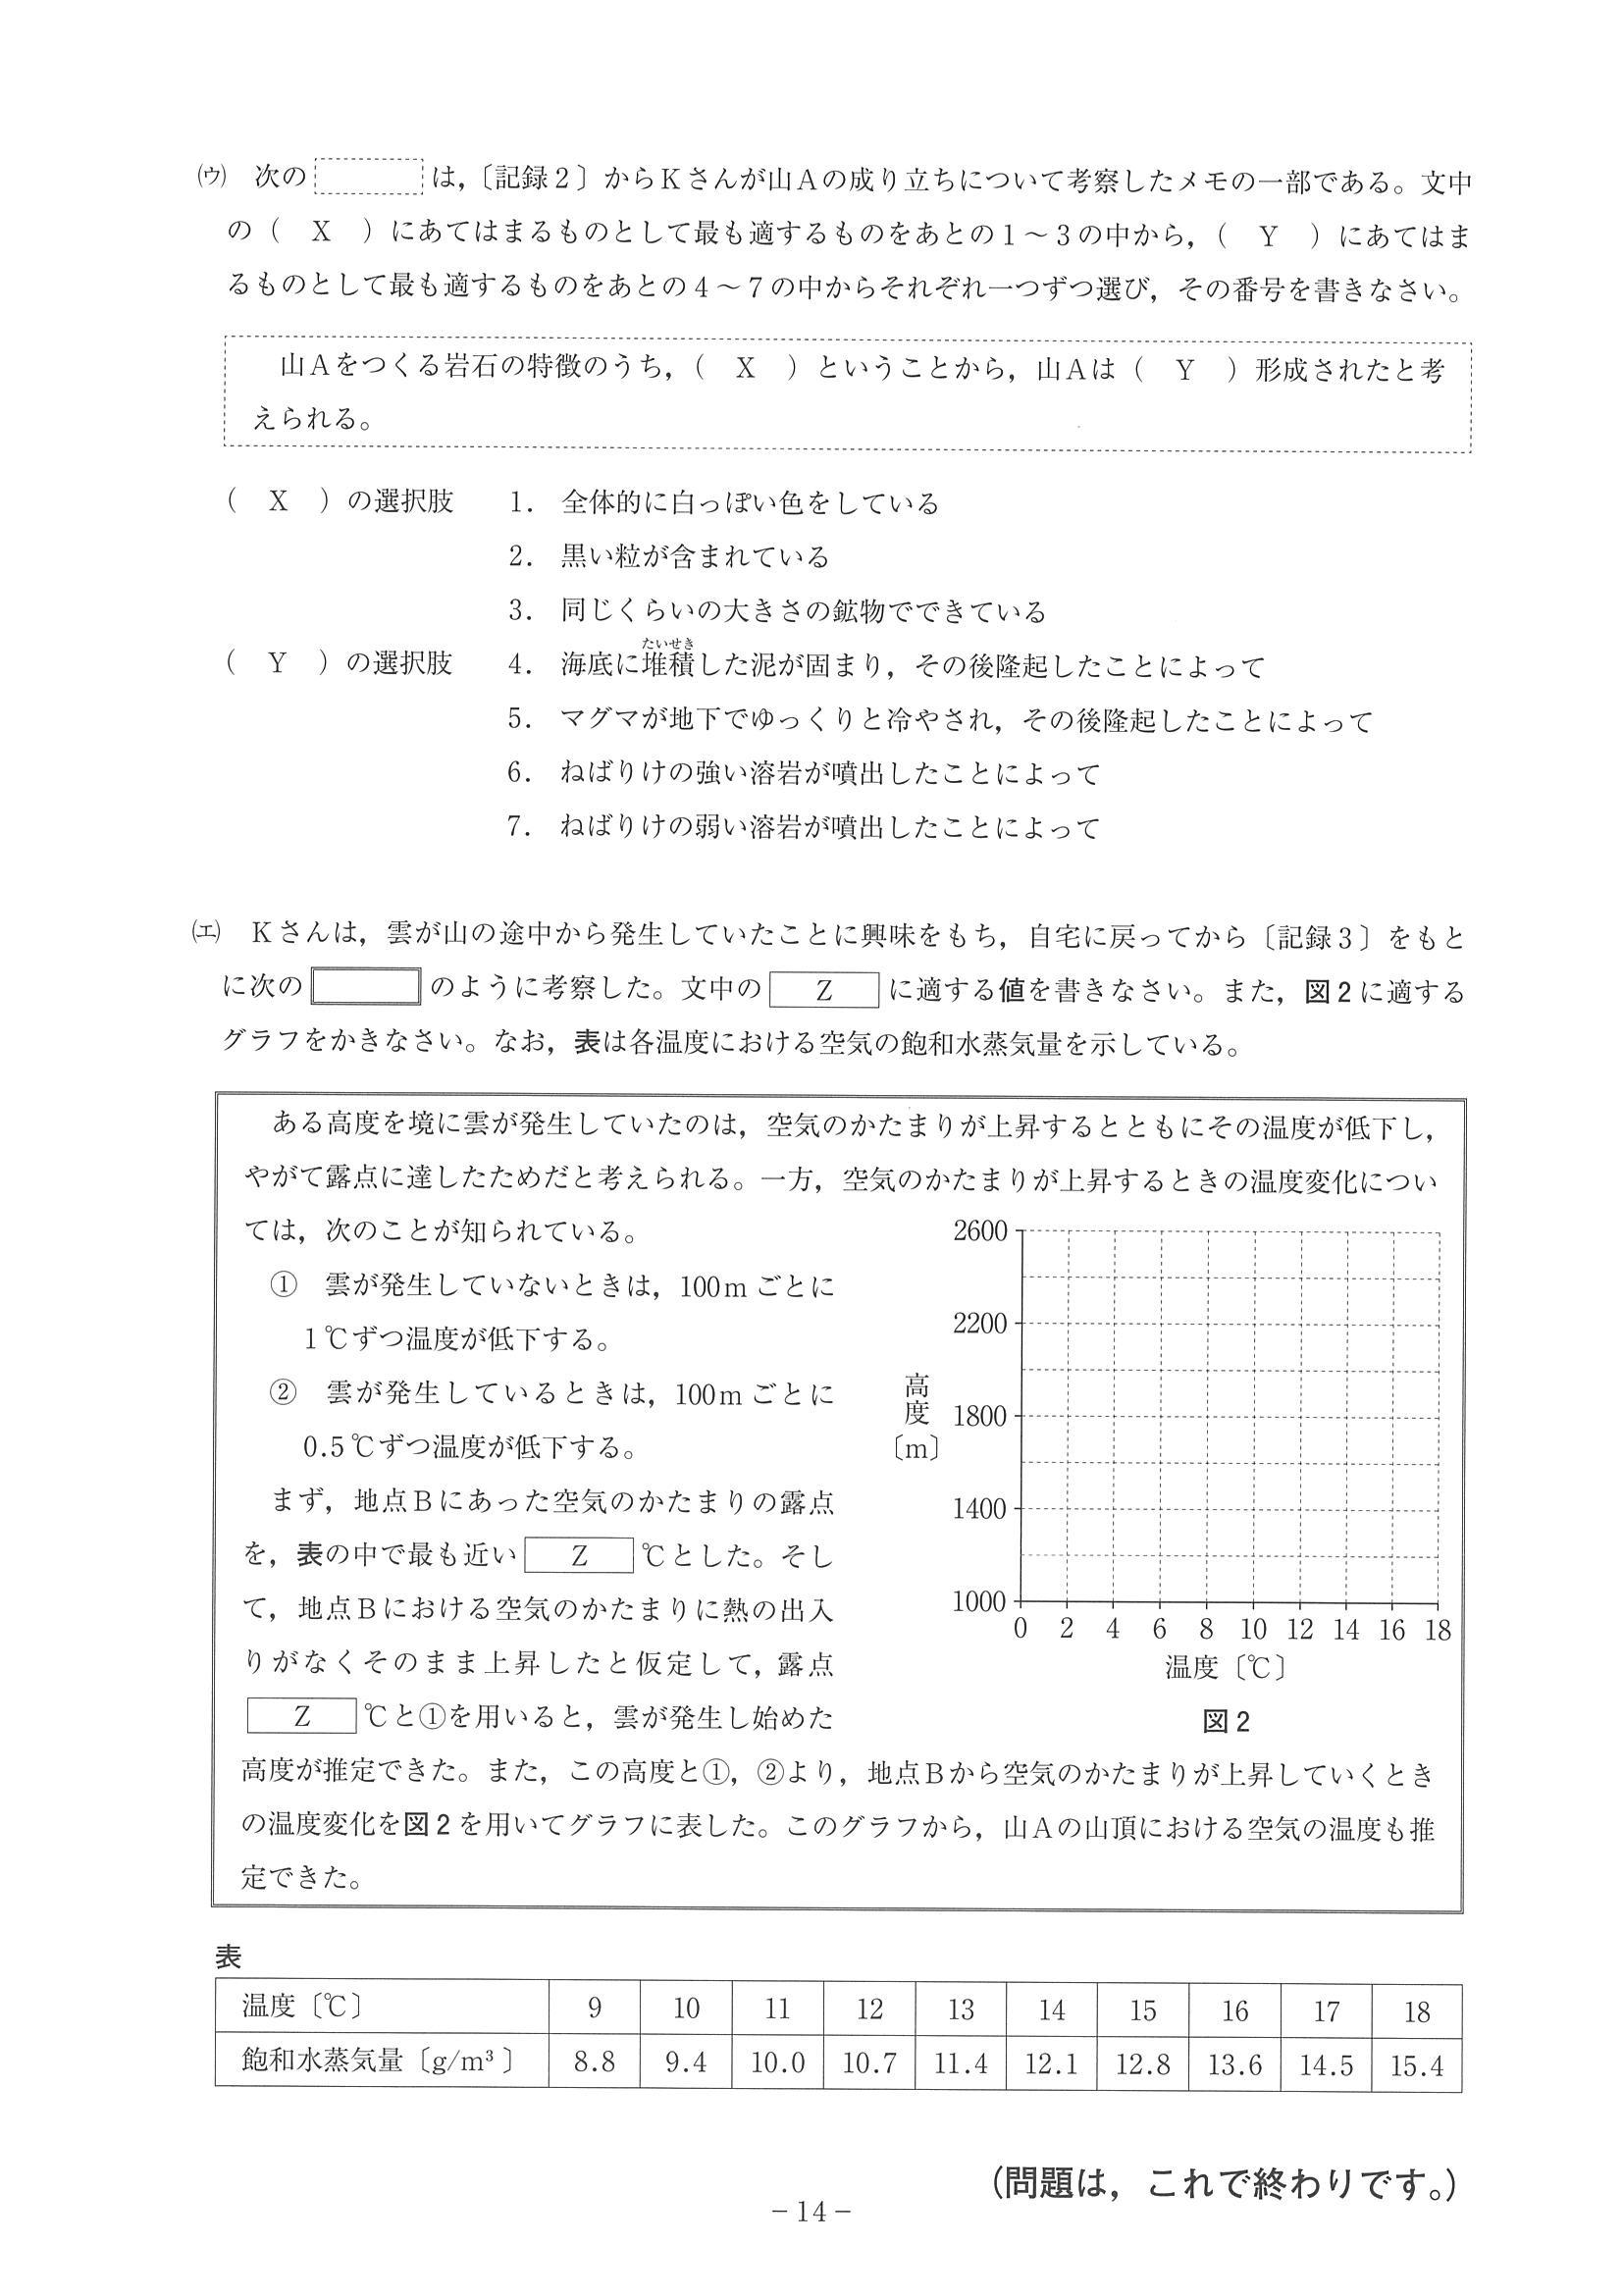 (ウ) 次の　　　は，〔記録２〕からＫさんが山Ａの成り立ちについて考察したメモの一部である。文中
の（　Ｘ　）にあてはまるものとして最も適するものをあとの１～３の中から，（　Ｙ　）にあてはま
るものとして最も適するものをあとの４～７の中からそれぞれ一つずつ選び，その番号を書きなさい。
山Ａをつくる岩石の特徴のうち，（　Ｘ　）ということから，山Ａは（　Ｙ　）形成されたと考
えられる。
（　Ｘ　）の選択肢　１．全体的に白っぽい色をしている
２．黒い粒が含まれている
３．同じくらいの大きさの鉱物でできている
たいせき
（　Ｙ　）の選択肢　４．海底に堆積した泥が固まり，その後隆起したことによって
５．マグマが地下でゆっくりと冷やされ，その後隆起したことによって
６．ねばりけの強い溶岩が噴出したことによって
７．ねばりけの弱い溶岩が噴出したことによって
(エ) Ｋさんは，雲が山の途中から発生していたことに興味をもち，自宅に戻ってから〔記録３〕をもと
に次の　　　のように考察した。文中の Ｚ に適する値を書きなさい。また，図２に適する
グラフをかきなさい。なお，表は各温度における空気の飽和水蒸気量を示している。
ある高度を境に雲が発生していたのは，空気のかたまりが上昇するとともにその温度が低下し，
やがて露点に達したためだと考えられる。一方，空気のかたまりが上昇するときの温度変化につい
ては，次のことが知られている。
① 雲が発生していないときは，100ｍごとに
１℃ずつ温度が低下する。
② 雲が発生しているときは，100ｍごとに
0.5℃ずつ温度が低下する。
まず，地点Ｂにあった空気のかたまりの露点
を，表の中で最も近い Ｚ ℃とした。そし
て，地点Ｂにおける空気のかたまりに熱の出入
りがなくそのまま上昇したと仮定して，露点
Ｚ ℃と①を用いると，雲が発生し始めた
高度が推定できた。また，この高度と①，②より，地点Ｂから空気のかたまりが上昇していくとき
の温度変化を図２を用いてグラフに表した。このグラフから，山Ａの山頂における空気の温度も推
定できた。
2600
2200
1800
1400
1000
高度〔ｍ〕
0 2 4 6 8 10 12 14 16 18
温度〔℃〕
図２
表
温度〔℃〕 9 10 11 12 13 14 15 16 17 18
飽和水蒸気量〔g/m³〕 8.8 9.4 10.0 10.7 11.4 12.1 12.8 13.6 14.5 15.4
（問題は，これで終わりです。）
－14－